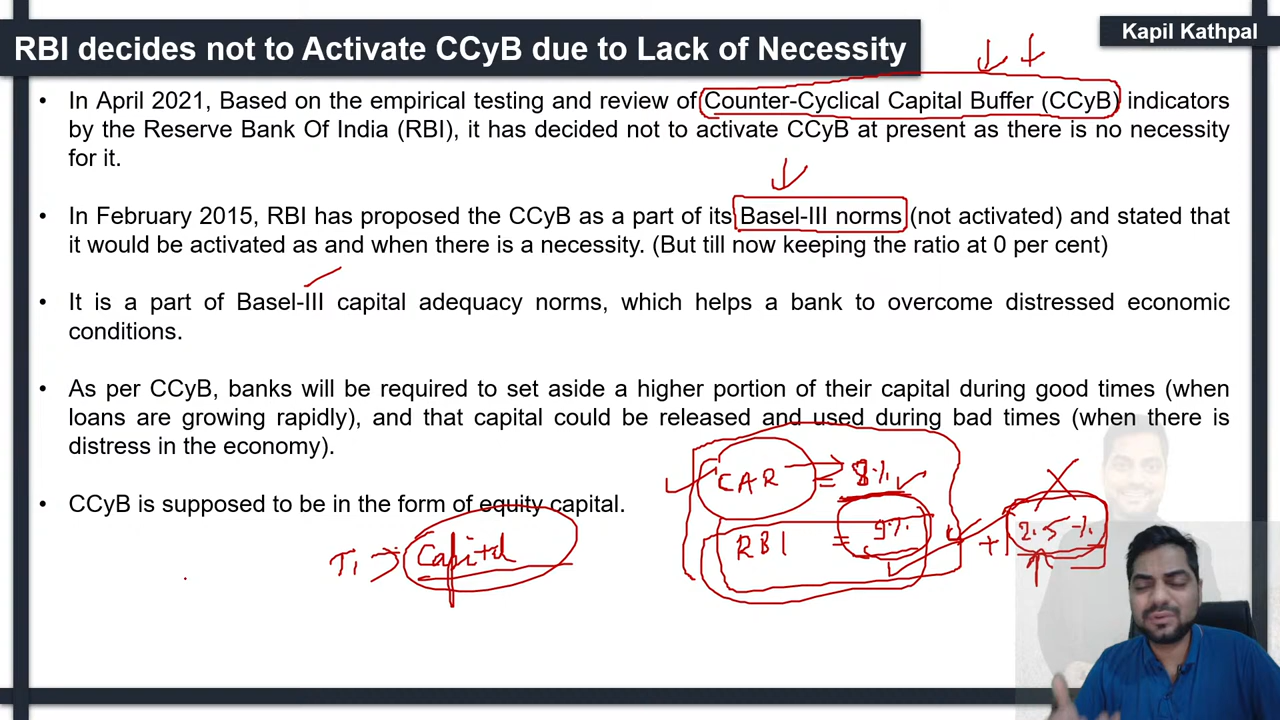 Kapil Kathpal
RBI decides not to Activate CCyB due to Lack of Necessity
• In April 2021, Based on the empirical testing and review of Counter-Cyclical Capital Buffer (CCyB) indicators
by the Reserve Bank Of India (RBI), it has decided not to activate CCyB at present as there is no necessity
for it.
• In February 2015, RBI has proposed the CCyB as a part of its Basel-III norms (not activated) and stated that
it would be activated as and when there is a necessity. (But till now keeping the ratio at 0 per cent)
• It is a part of Basel-III capital adequacy norms, which helps a bank to overcome distressed economic
conditions.
• As per CCyB, banks will be required to set aside a higher portion of their capital during good times (when
loans are growing rapidly), and that capital could be released and used during bad times (when there is
distress in the economy).
• CCyB is supposed to be in the form of equity capital.
CAR = 8%
RBI = 9% + 2.5%
T1 → Capital